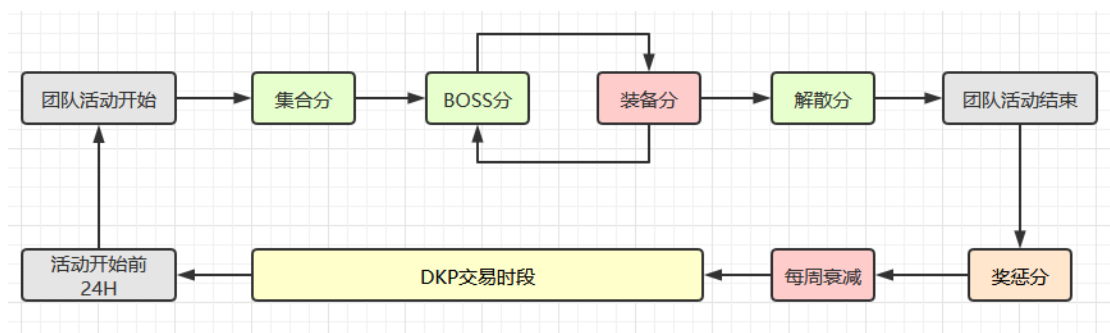 团队活动开始
集合分
BOSS分
装备分
解散分
团队活动结束
活动开始前
24H
DKP交易时段
每周衰减
奖惩分